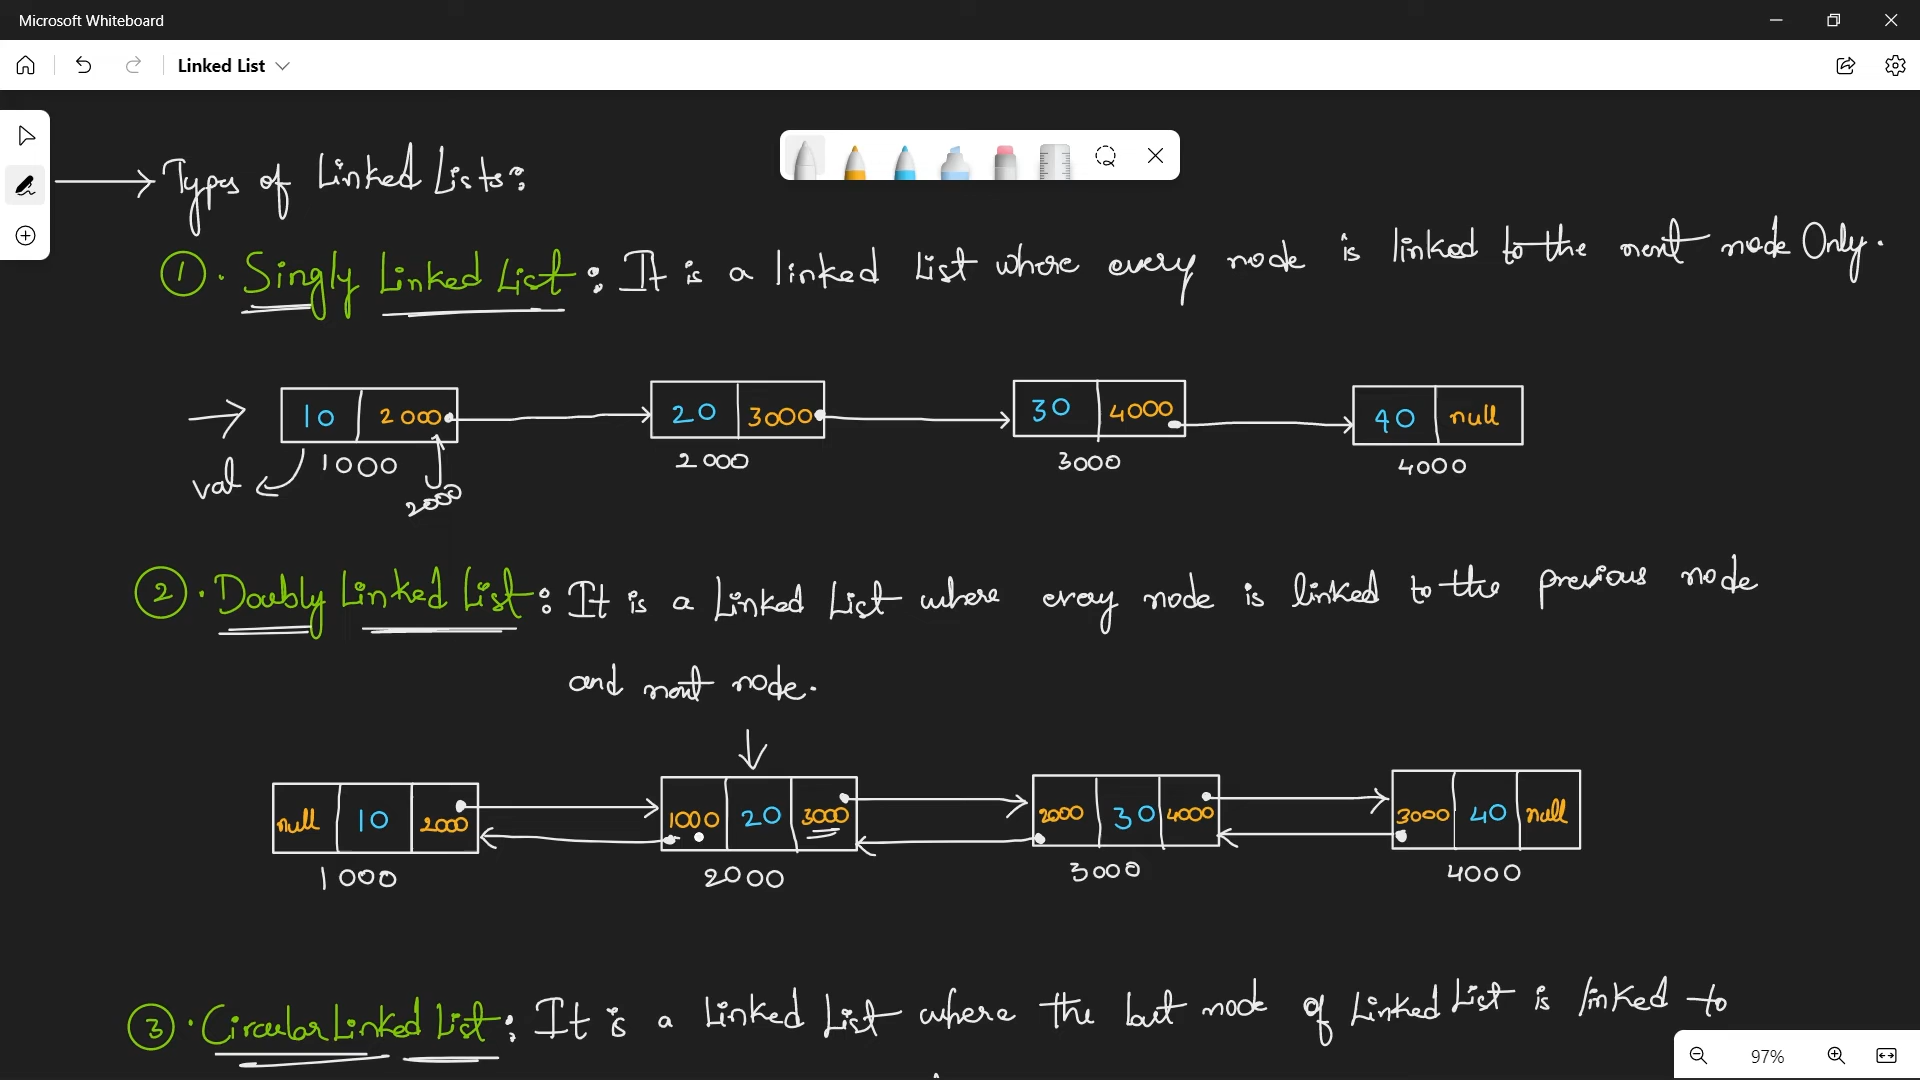 Microsoft Whiteboard
Linked List
Types of Linked Lists:
1. Singly Linked List: It is a linked List where every node is linked to the next node Only.
10 2000 20 3000 30 4000 40 null
1000 2000 3000 4000
val 2000
2. Doubly Linked List: It is a Linked List where every node is linked to the previous node
and next node.
null 10 2000 1000 20 3000 2000 30 4000 3000 40 null
1000 2000 3000 4000
3. Circular Linked List: It is a Linked List where the last node of Linked List is linked to
97%